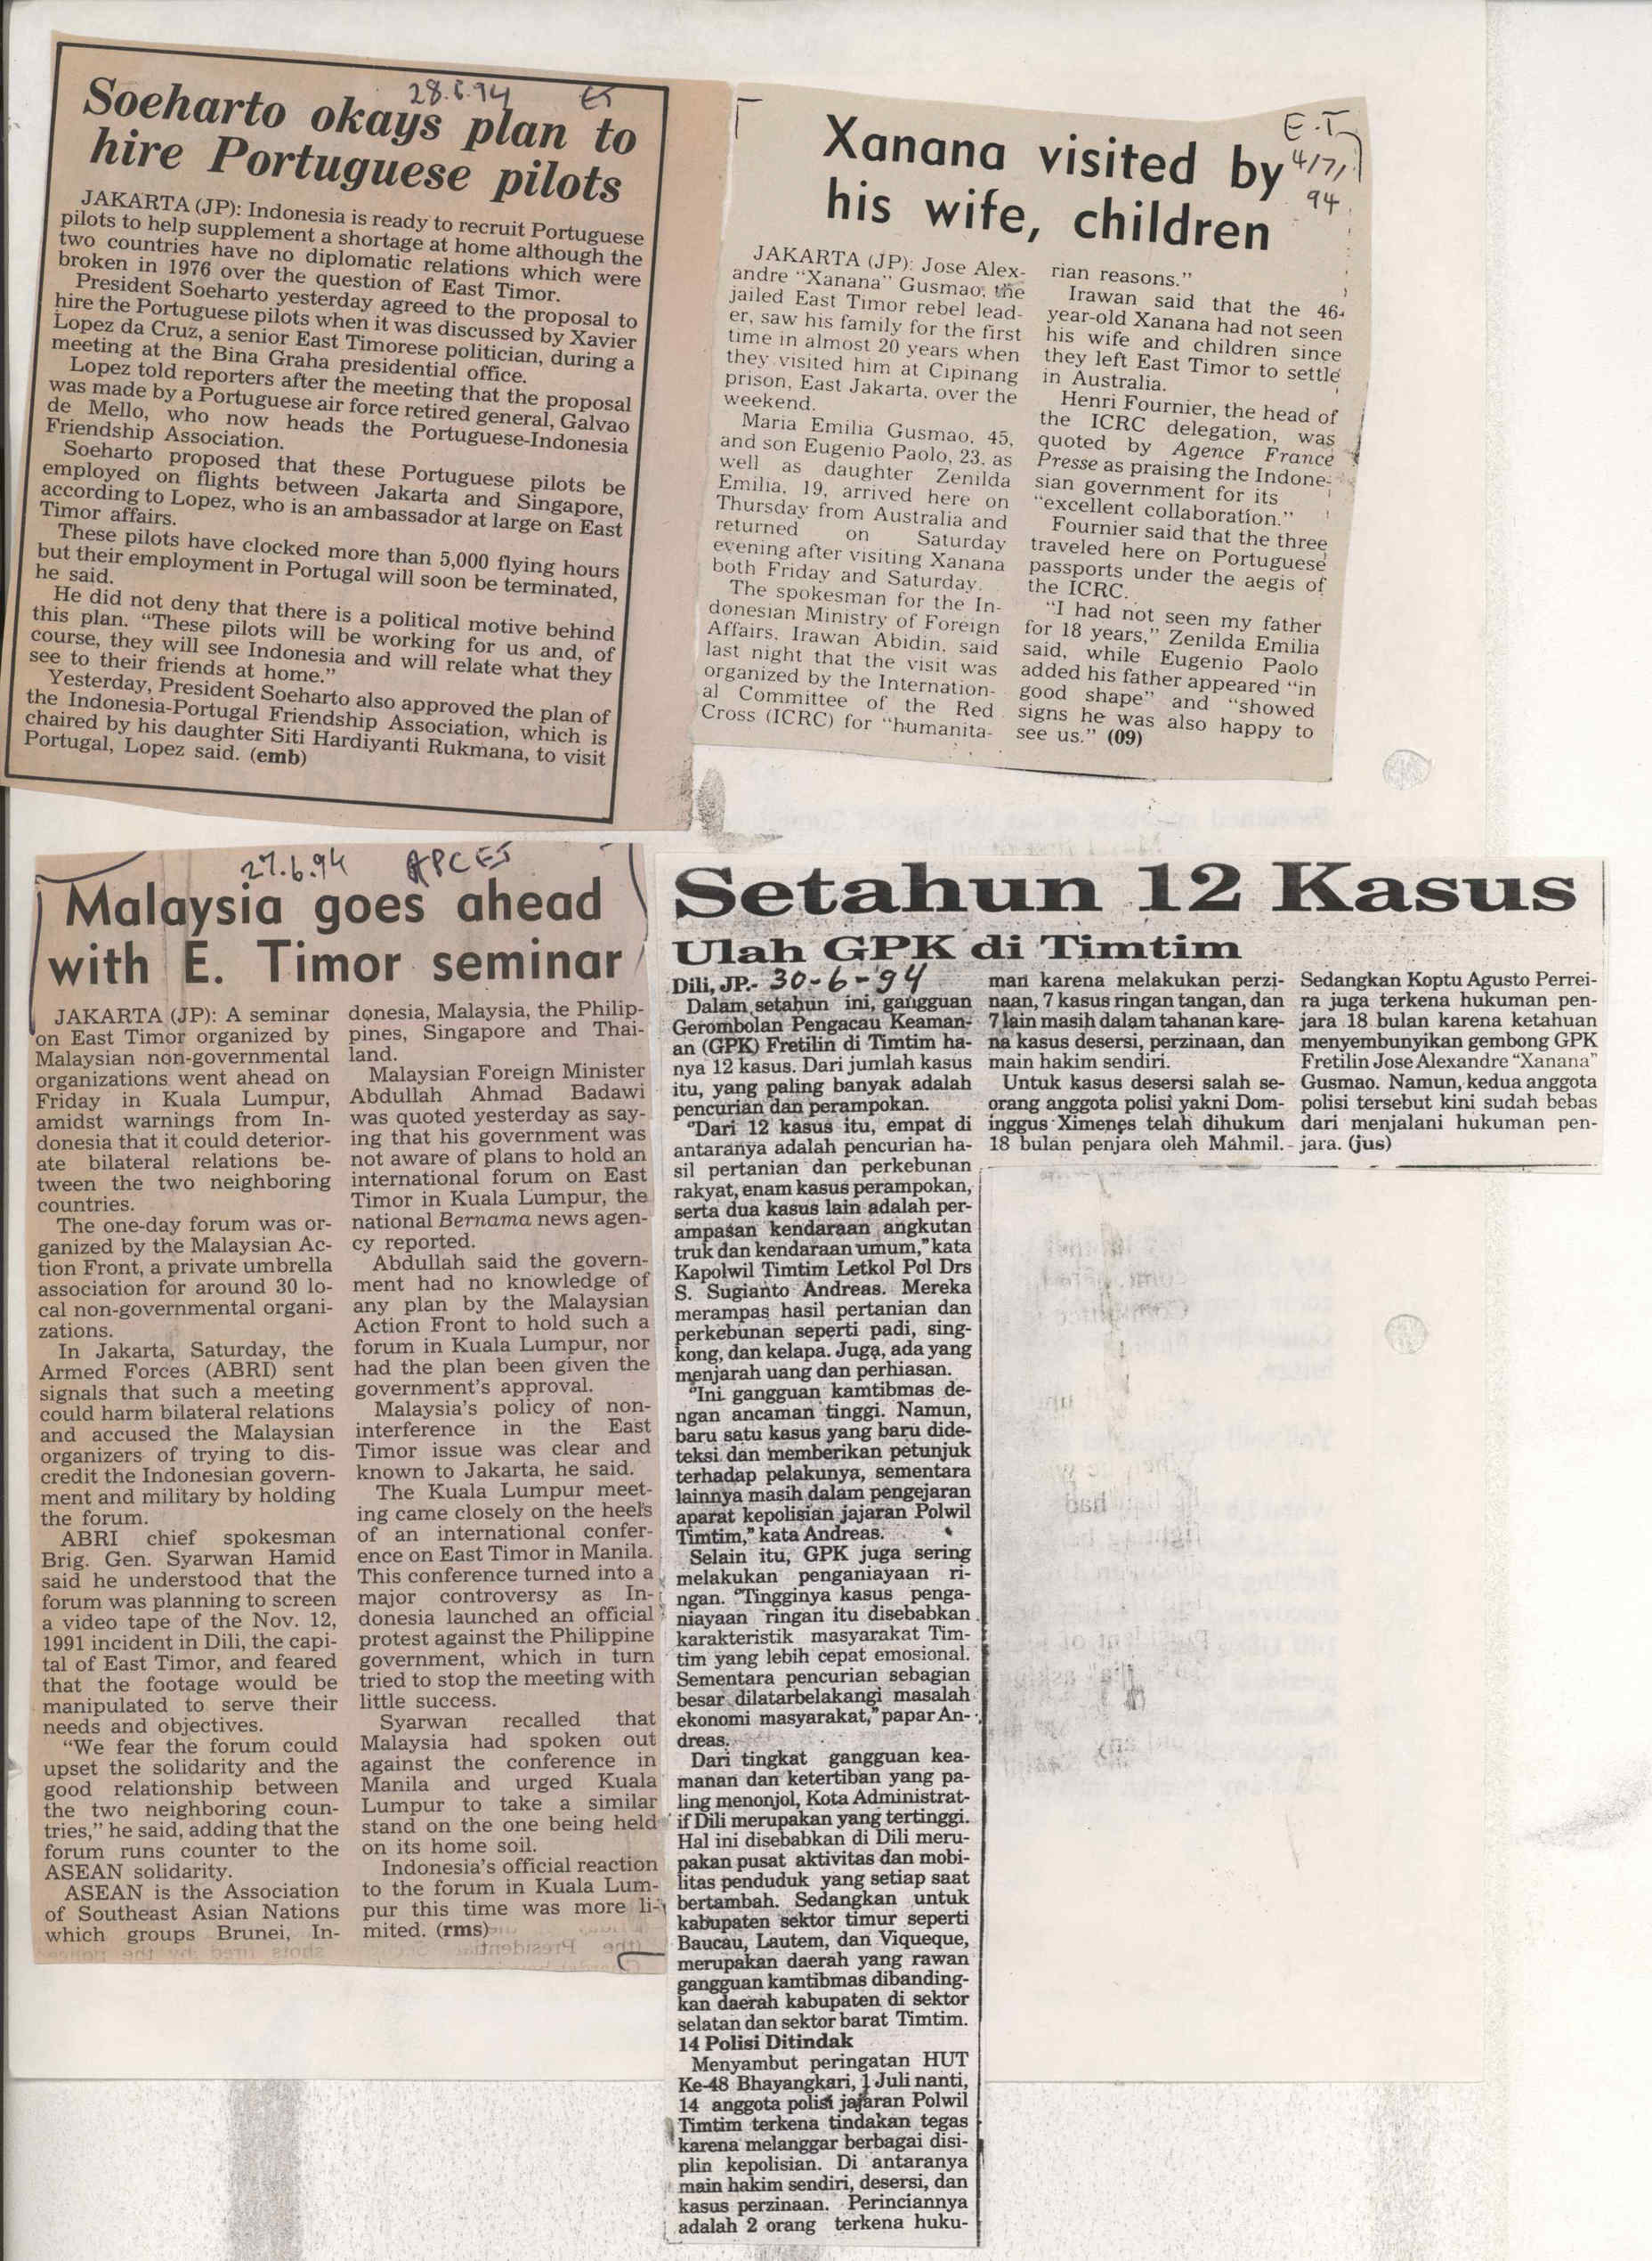 28.6.94 ET
Soeharto okays plan to
hire Portuguese pilots
JAKARTA (JP): Indonesia is ready to recruit Portuguese
pilots to help supplement a shortage at home although the
two countries have no diplomatic relations which were
broken in 1976 over the question of East Timor.
President Soeharto yesterday agreed to the proposal to
hire the Portuguese pilots when it was discussed by Xavier
Lopez da Cruz, a senior East Timorese politician, during a
meeting at the Bina Graha presidential office.
Lopez told reporters after the meeting that the proposal
was made by a Portuguese air force retired general, Galvao
de Mello, who now heads the Portuguese-Indonesia
Friendship Association.
Soeharto proposed that these Portuguese pilots be
employed on flights between Jakarta and Singapore,
according to Lopez, who is an ambassador at large on East
Timor affairs.
These pilots have clocked more than 5,000 flying hours
but their employment in Portugal will soon be terminated,
he said.
He did not deny that there is a political motive behind
this plan. "These pilots will be working for us and, of
course, they will see Indonesia and will relate what they
see to their friends at home."
Yesterday, President Soeharto also approved the plan of
the Indonesia-Portugal Friendship Association, which is
chaired by his daughter Siti Hardiyanti Rukmana, to visit
Portugal, Lopez said. (emb)
E.T
4/7/
94.
Xanana visited by
his wife, children
JAKARTA (JP): Jose Alex-
andre "Xanana" Gusmao, the
jailed East Timor rebel lead-
er, saw his family for the first
time in almost 20 years when
they visited him at Cipinang
prison, East Jakarta, over the
weekend.
Maria Emilia Gusmao, 45,
and son Eugenio Paolo, 23, as
well as daughter Zenilda
Emilia, 19, arrived here on
Thursday from Australia and
returned on Saturday
evening after visiting Xanana
both Friday and Saturday.
The spokesman for the In-
donesian Ministry of Foreign
Affairs, Irawan Abidin, said
last night that the visit was
organized by the Internation-
al Committee of the Red
Cross (ICRC) for "humanita-
rian reasons."
Irawan said that the 46-
year-old Xanana had not seen
his wife and children since
they left East Timor to settle
in Australia.
Henri Fournier, the head of
the ICRC delegation, was
quoted by Agence France
Presse as praising the Indone-
sian government for its
"excellent collaboration."
Fournier said that the three
traveled here on Portuguese
passports under the aegis of
the ICRC.
"I had not seen my father
for 18 years," Zenilda Emilia
said, while Eugenio Paolo
added his father appeared "in
good shape" and "showed
signs he was also happy to
see us." (09)
27.6.94 APCET
Malaysia goes ahead
with E. Timor seminar
JAKARTA (JP): A seminar
on East Timor organized by
Malaysian non-governmental
organizations went ahead on
Friday in Kuala Lumpur,
amidst warnings from In-
donesia that it could deterior-
ate bilateral relations be-
tween the two neighboring
countries.
The one-day forum was or-
ganized by the Malaysian Ac-
tion Front, a private umbrella
association for around 30 lo-
cal non-governmental organi-
zations.
In Jakarta, Saturday, the
Armed Forces (ABRI) sent
signals that such a meeting
could harm bilateral relations
and accused the Malaysian
organizers of trying to dis-
credit the Indonesian govern-
ment and military by holding
the forum.
ABRI chief spokesman
Brig. Gen. Syarwan Hamid
said he understood that the
forum was planning to screen
a video tape of the Nov. 12,
1991 incident in Dili, the capi-
tal of East Timor, and feared
that the footage would be
manipulated to serve their
needs and objectives.
"We fear the forum could
upset the solidarity and the
good relationship between
the two neighboring coun-
tries," he said, adding that the
forum runs counter to the
ASEAN solidarity.
ASEAN is the Association
of Southeast Asian Nations
which groups Brunei, In-
donesia, Malaysia, the Philip-
pines, Singapore and Thai-
land.
Malaysian Foreign Minister
Abdullah Ahmad Badawi
was quoted yesterday as say-
ing that his government was
not aware of plans to hold an
international forum on East
Timor in Kuala Lumpur, the
national Bernama news agen-
cy reported.
Abdullah said the govern-
ment had no knowledge of
any plan by the Malaysian
Action Front to hold such a
forum in Kuala Lumpur, nor
had the plan been given the
government's approval.
Malaysia's policy of non-
interference in the East
Timor issue was clear and
known to Jakarta, he said.
The Kuala Lumpur meet-
ing came closely on the heels
of an international confer-
ence on East Timor in Manila.
This conference turned into a
major controversy as In-
donesia launched an official
protest against the Philippine
government, which in turn
tried to stop the meeting with
little success.
Syarwan recalled that
Malaysia had spoken out
against the conference in
Manila and urged Kuala
Lumpur to take a similar
stand on the one being held
on its home soil.
Indonesia's official reaction
to the forum in Kuala Lum-
pur this time was more li-
mited. (rms)
Setahun 12 Kasus
Ulah GPK di Timtim
Dili, JP.- 30-6-94
Dalam setahun ini, gangguan
Gerombolan Pengacau Keaman-
an (GPK) Fretilin di Timtim ha-
nya 12 kasus. Dari jumlah kasus
itu, yang paling banyak adalah
pencurian dan perampokan.
"Dari 12 kasus itu, empat di
antaranya adalah pencurian ha-
sil pertanian dan perkebunan
rakyat, enam kasus perampokan,
serta dua kasus lain adalah per-
ampasan kendaraan angkutan
truk dan kendaraan umum," kata
Kapolwil Timtim Letkol Pol Drs
S. Sugianto Andreas. Mereka
merampas hasil pertanian dan
perkebunan seperti padi, sing-
kong, dan kelapa. Juga, ada yang
menjarah uang dan perhiasan.
"Ini gangguan kamtibmas de-
ngan ancaman tinggi. Namun,
baru satu kasus yang baru dide-
teksi dan memberikan petunjuk
terhadap pelakunya, sementara
lainnya masih dalam pengejaran
aparat kepolisian jajaran Polwil
Timtim," kata Andreas.
Selain itu, GPK juga sering
melakukan penganiayaan ri-
ngan. "Tingginya kasus penga-
niayaan ringan itu disebabkan
karakteristik masyarakat Tim-
tim yang lebih cepat emosional.
Sementara pencurian sebagian
besar dilatarbelakangi masalah
ekonomi masyarakat," papar An-
dreas.
Dari tingkat gangguan kea-
manan dan ketertiban yang pa-
ling menonjol, Kota Administrat-
if Dili merupakan yang tertinggi.
Hal ini disebabkan di Dili meru-
pakan pusat aktivitas dan mobi-
litas penduduk yang setiap saat
bertambah. Sedangkan untuk
kabupaten sektor timur seperti
Baucau, Lautem, dan Viqueque,
merupakan daerah yang rawan
gangguan kamtibmas dibanding-
kan daerah kabupaten di sektor
selatan dan sektor barat Timtim.
14 Polisi Ditindak
Menyambut peringatan HUT
Ke-48 Bhayangkari, 1 Juli nanti,
14 anggota polisi jajaran Polwil
Timtim terkena tindakan tegas
karena melanggar berbagai disi-
plin kepolisian. Di antaranya
main hakim sendiri, desersi, dan
kasus perzinaan. Perinciannya
adalah 2 orang terkena huku-
man karena melakukan perzi-
naan, 7 kasus ringan tangan, dan
7 lain masih dalam tahanan kare-
na kasus desersi, perzinaan, dan
main hakim sendiri.
Untuk kasus desersi salah se-
orang anggota polisi yakni Dom-
inggus Ximenes telah dihukum
18 bulan penjara oleh Mahmil.
Sedangkan Koptu Agusto Perrei-
ra juga terkena hukuman pen-
jara 18 bulan karena ketahuan
menyembunyikan gembong GPK
Fretilin Jose Alexandre "Xanana"
Gusmao. Namun, kedua anggota
polisi tersebut kini sudah bebas
dari menjalani hukuman pen-
jara. (jus)